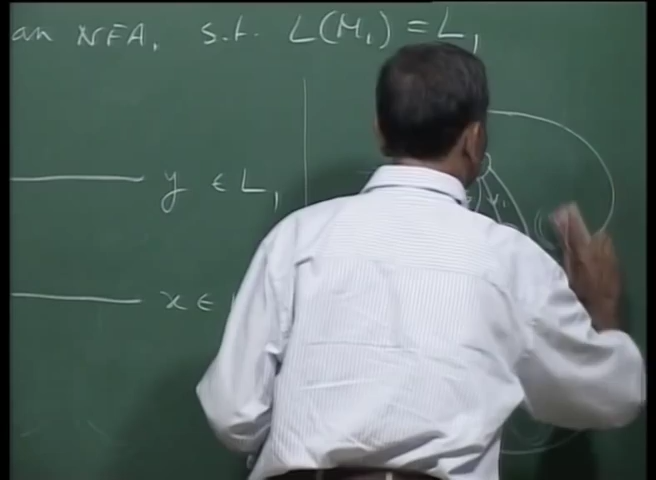 an NFA, s.t. L(M₁) = L₁
y ∈ L₁
x ∈